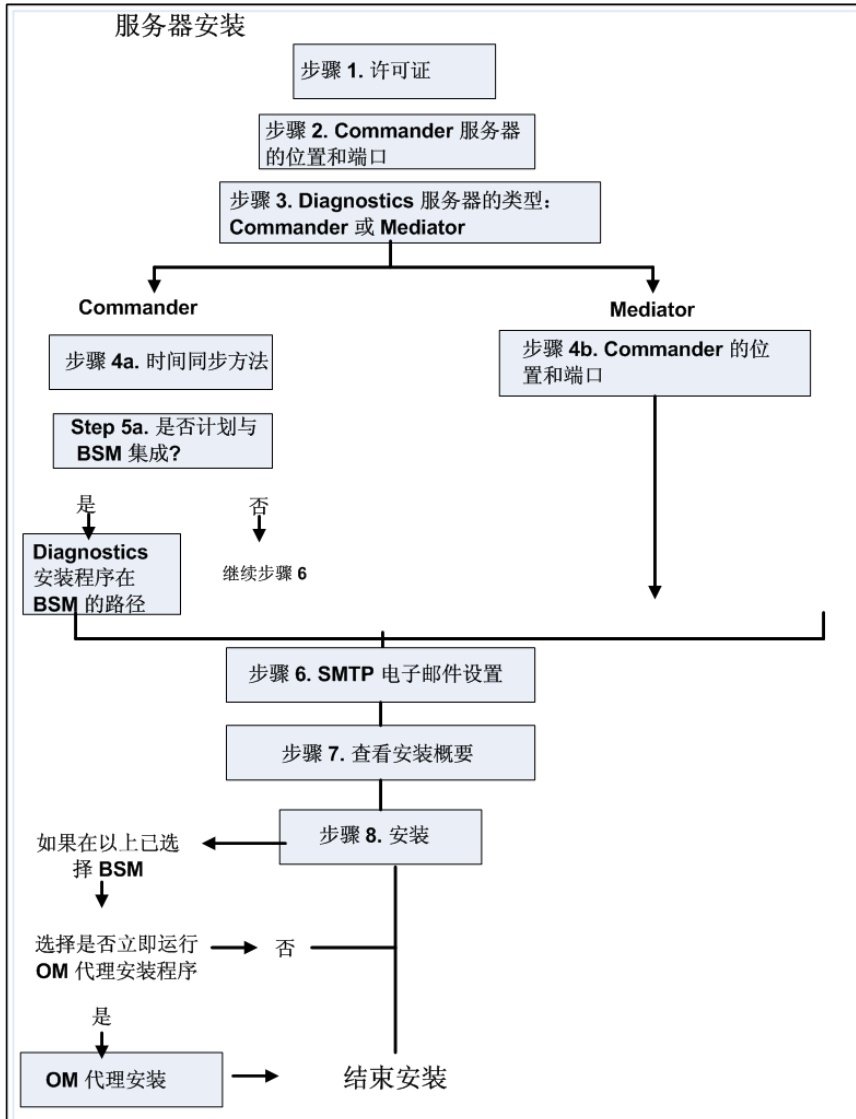 服务器安装
步骤 1. 许可证
步骤 2. Commander 服务器
的位置和端口
步骤 3. Diagnostics 服务器的类型：
Commander 或 Mediator
Commander
Mediator
步骤 4a. 时间同步方法
步骤 4b. Commander 的位
置和端口
Step 5a. 是否计划与
BSM 集成?
是
否
Diagnostics
安装程序在
BSM 的路径
继续步骤 6
步骤 6. SMTP 电子邮件设置
步骤 7. 查看安装概要
步骤 8. 安装
如果在以上已选
择 BSM
选择是否立即运行
OM 代理安装程序
否
是
OM 代理安装
结束安装